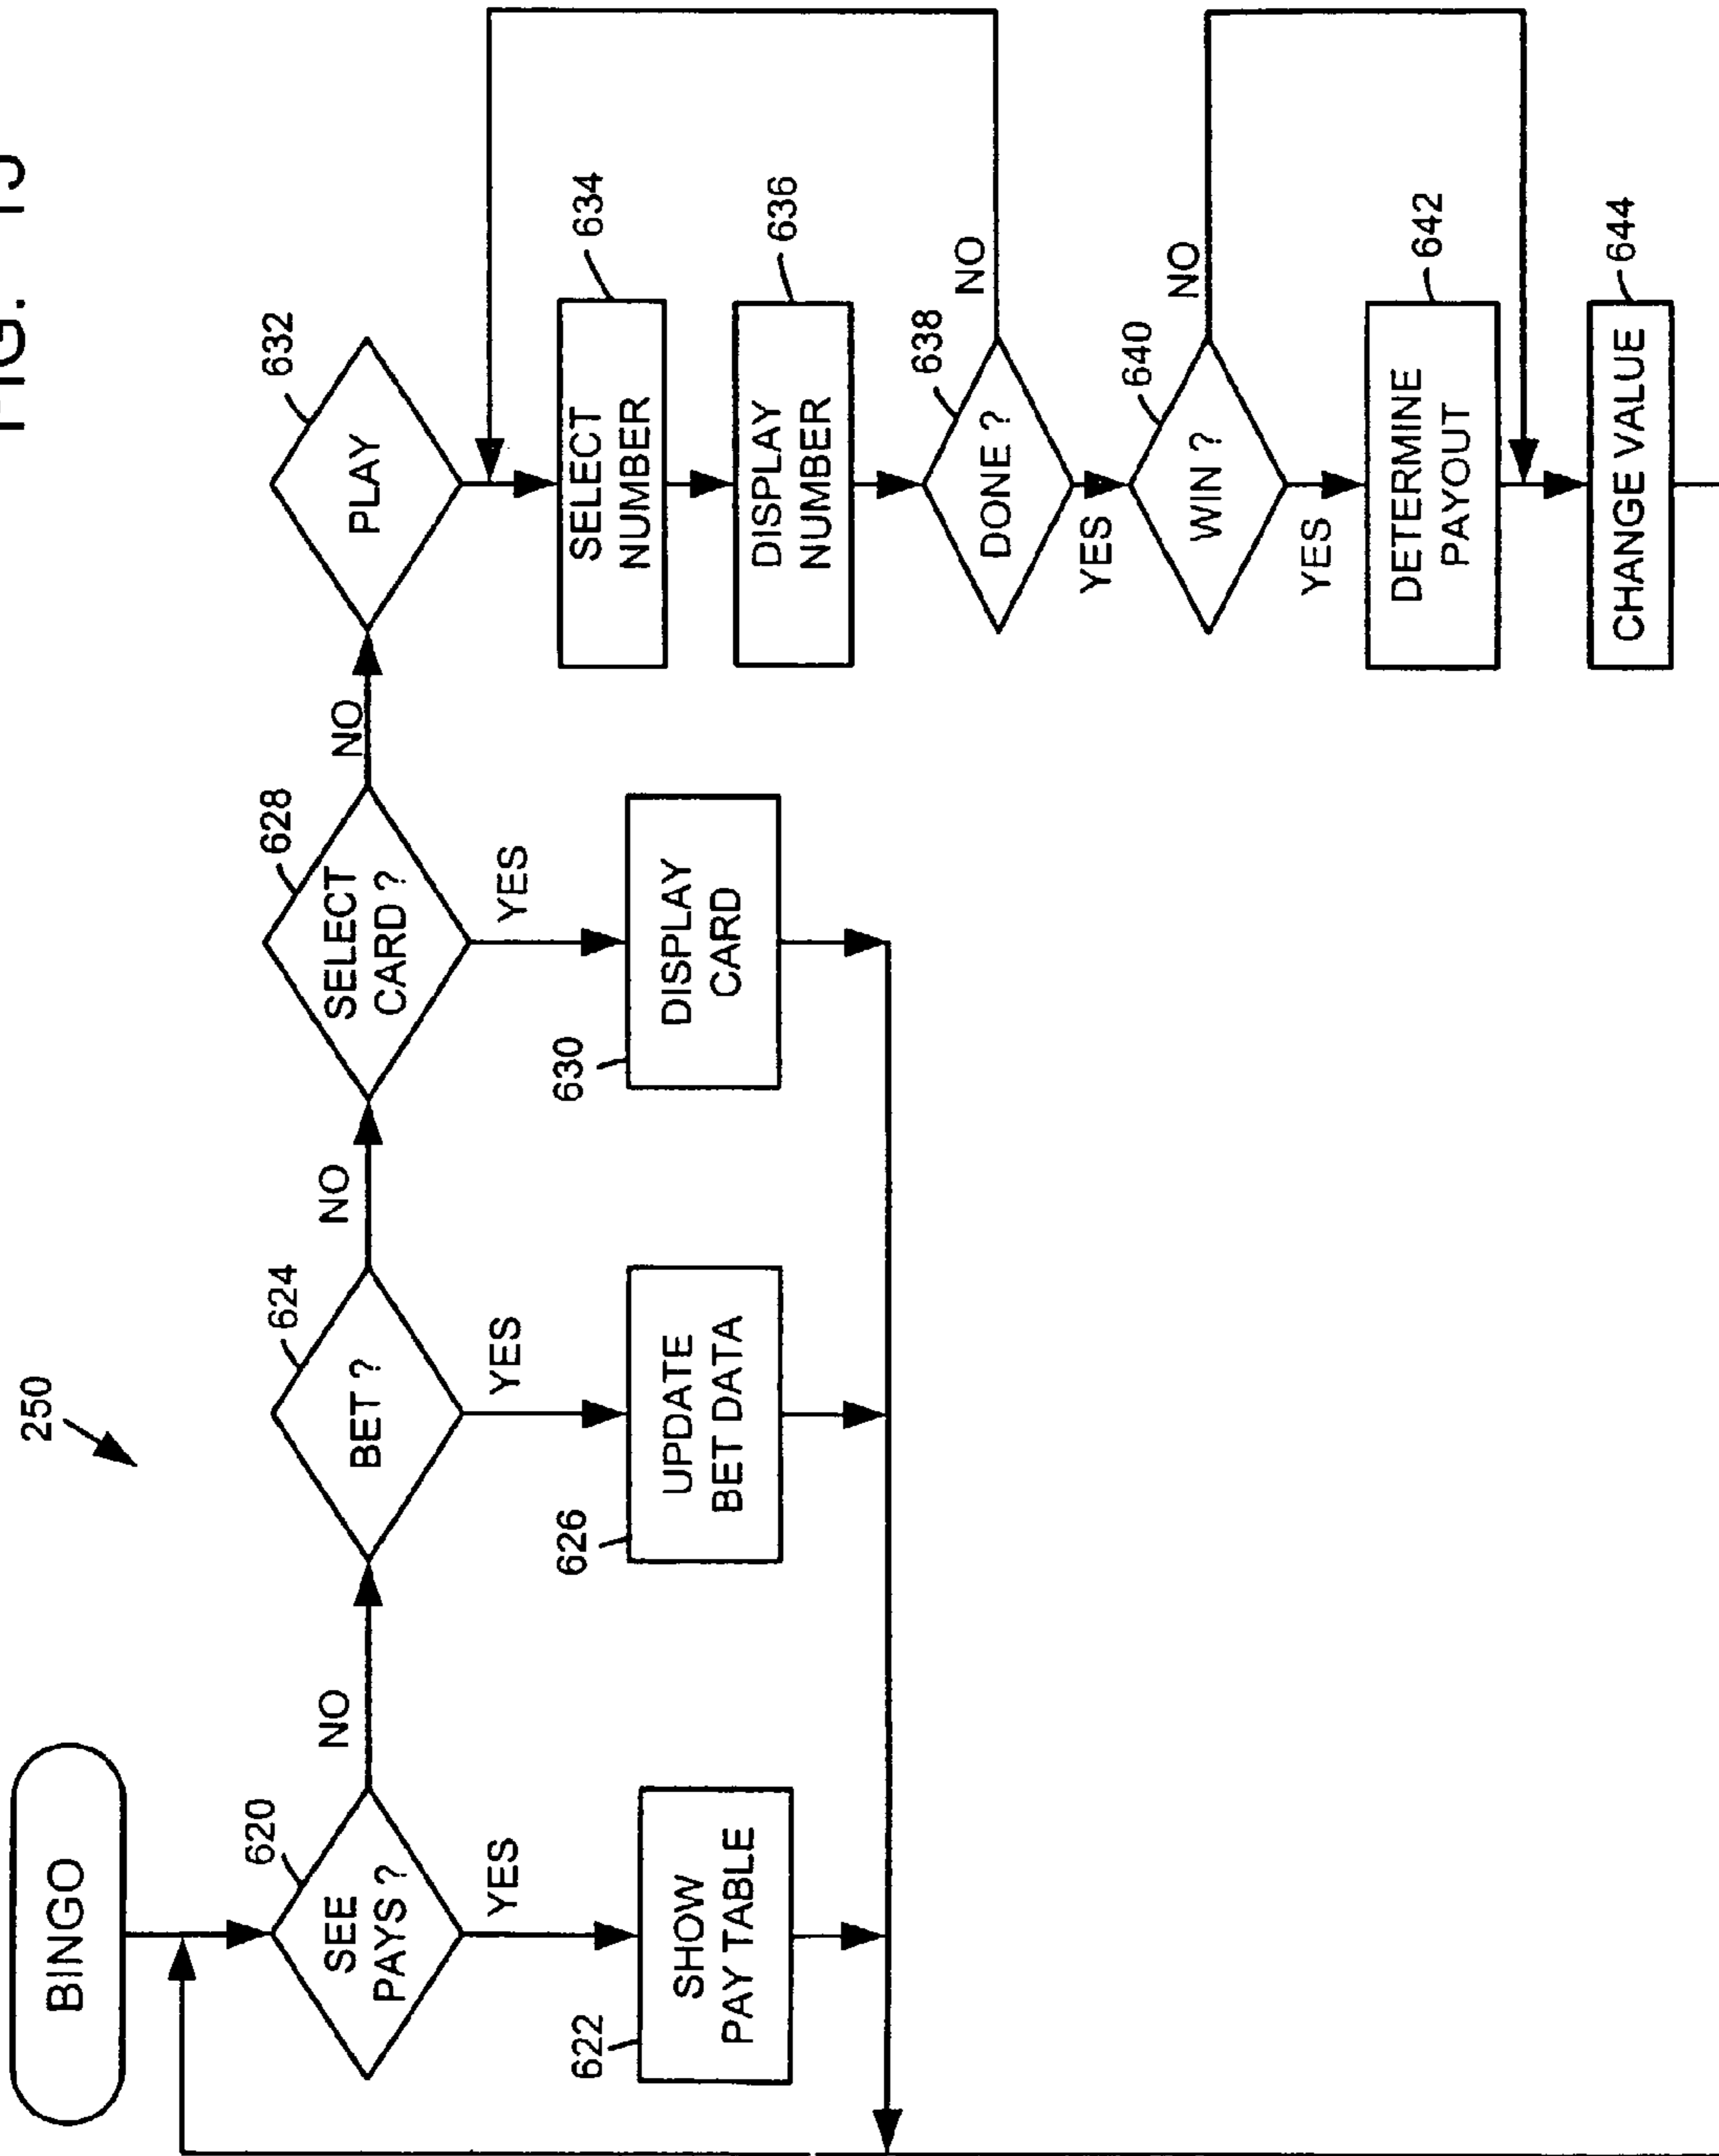 FIG. 15
250
BINGO
620
SEE
PAYS ?
NO
YES
622
SHOW
PAY TABLE
624
BET ?
NO
YES
626
UPDATE
BET DATA
628
SELECT
CARD ?
NO
YES
630
DISPLAY
CARD
632
PLAY
634
SELECT
NUMBER
636
DISPLAY
NUMBER
638
DONE ?
NO
YES
640
WIN ?
NO
YES
642
DETERMINE
PAYOUT
644
CHANGE VALUE